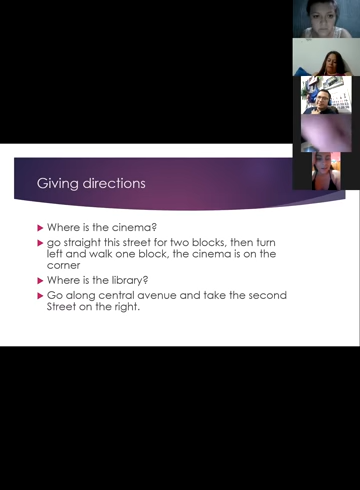 Giving directions
Where is the cinema?
go straight this street for two blocks, then turn
left and walk one block, the cinema is on the
corner
Where is the library?
Go along central avenue and take the second
Street on the right.